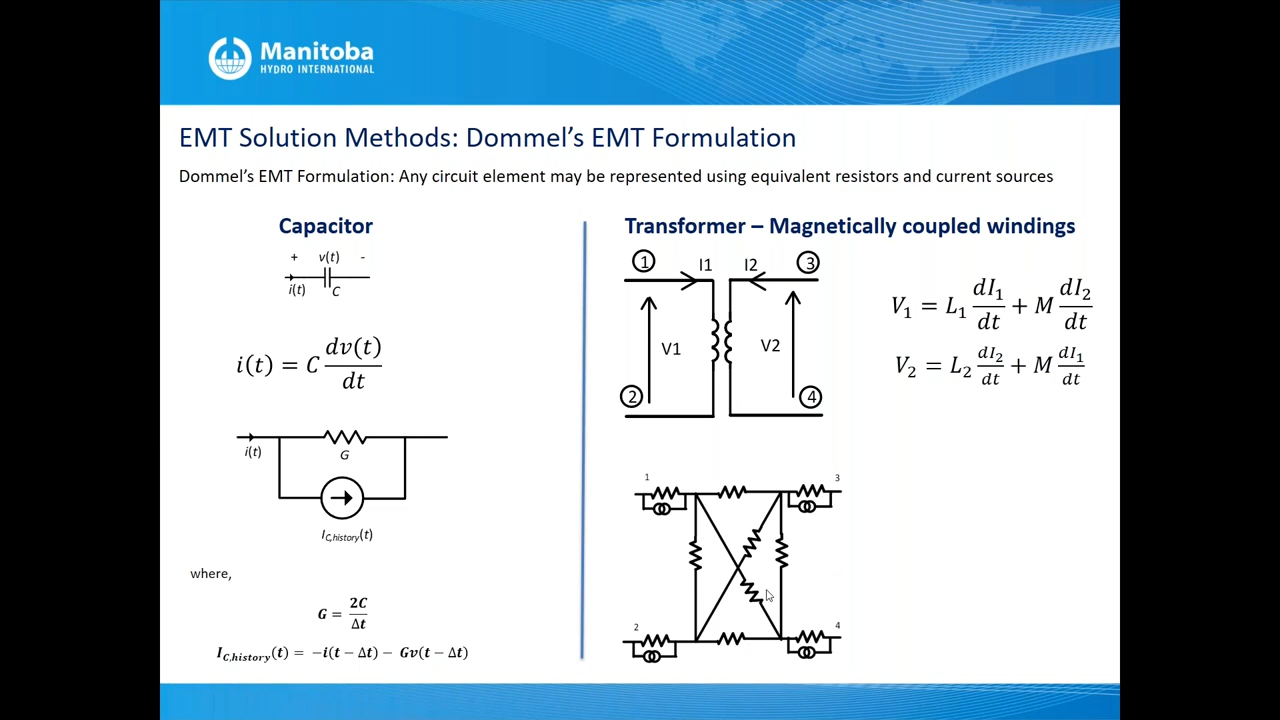 Manitoba
HYDRO INTERNATIONAL
EMT Solution Methods: Dommel's EMT Formulation
Dommel's EMT Formulation: Any circuit element may be represented using equivalent resistors and current sources
Capacitor
+ v(t) -
i(t) C
i(t) = C dv(t)/dt
i(t) G
I_C,history(t)
where,
G = 2C/Δt
I_C,history(t) = −i(t − Δt) − Gv(t − Δt)
Transformer – Magnetically coupled windings
① I1 I2 ③
V1 V2
② ④
V₁ = L₁ dI₁/dt + M dI₂/dt
V₂ = L₂ dI₂/dt + M dI₁/dt
1 3
2 4